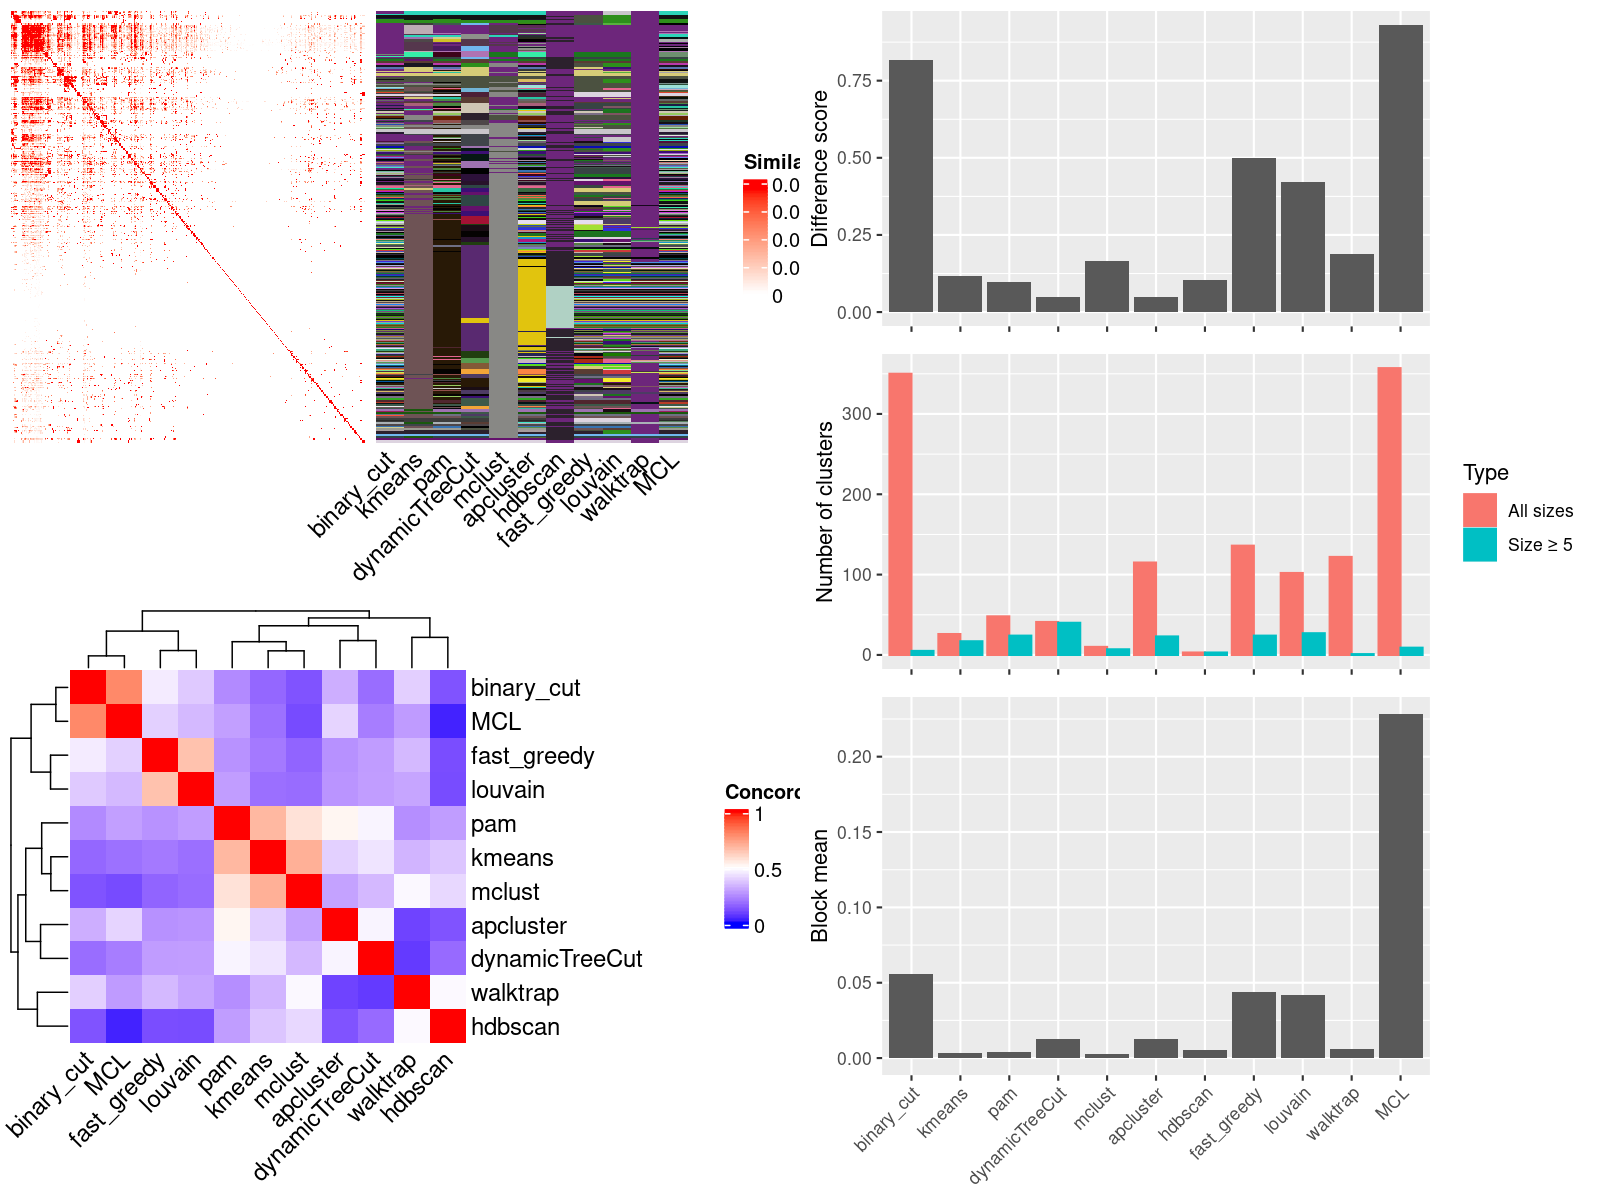 Simila
0.0
0.0
0.0
0.0
0
binary_cut
kmeans
pam
dynamicTreeCut
mclust
apcluster
hdbscan
fast_greedy
louvain
walktrap
MCL
binary_cut
MCL
fast_greedy
louvain
pam
kmeans
mclust
apcluster
dynamicTreeCut
walktrap
hdbscan
binary_cut
MCL
fast_greedy
louvain
pam
kmeans
mclust
apcluster
dynamicTreeCut
walktrap
hdbscan
Concord
1
0.5
0
Difference score
0.75
0.50
0.25
0.00
Number of clusters
300
200
100
0
Type
All sizes
Size ≥ 5
Block mean
0.20
0.15
0.10
0.05
0.00
binary_cut
kmeans
pam
dynamicTreeCut
mclust
apcluster
hdbscan
fast_greedy
louvain
walktrap
MCL